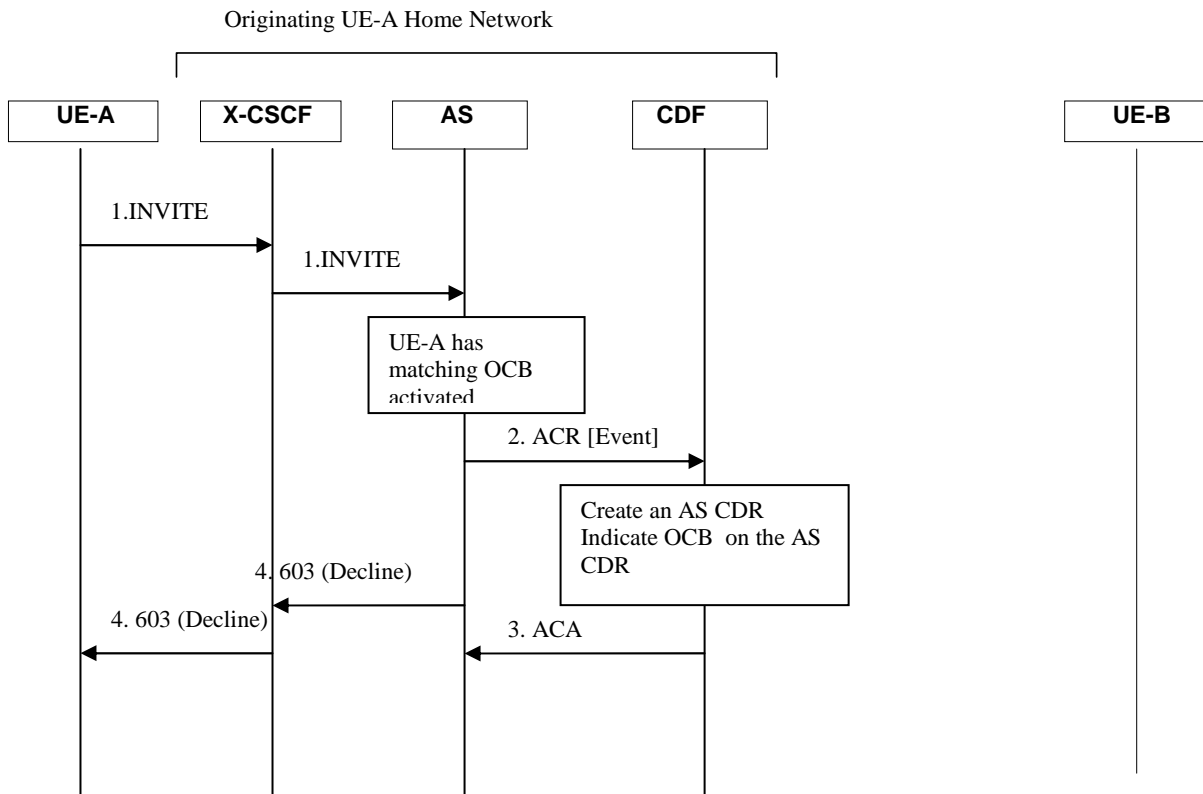 Originating UE-A Home Network
UE-A
X-CSCF
AS
CDF
UE-B
1.INVITE
1.INVITE
UE-A has
matching OCB
activated
2. ACR [Event]
Create an AS CDR
Indicate OCB on the AS
CDR
4. 603 (Decline)
4. 603 (Decline)
3. ACA